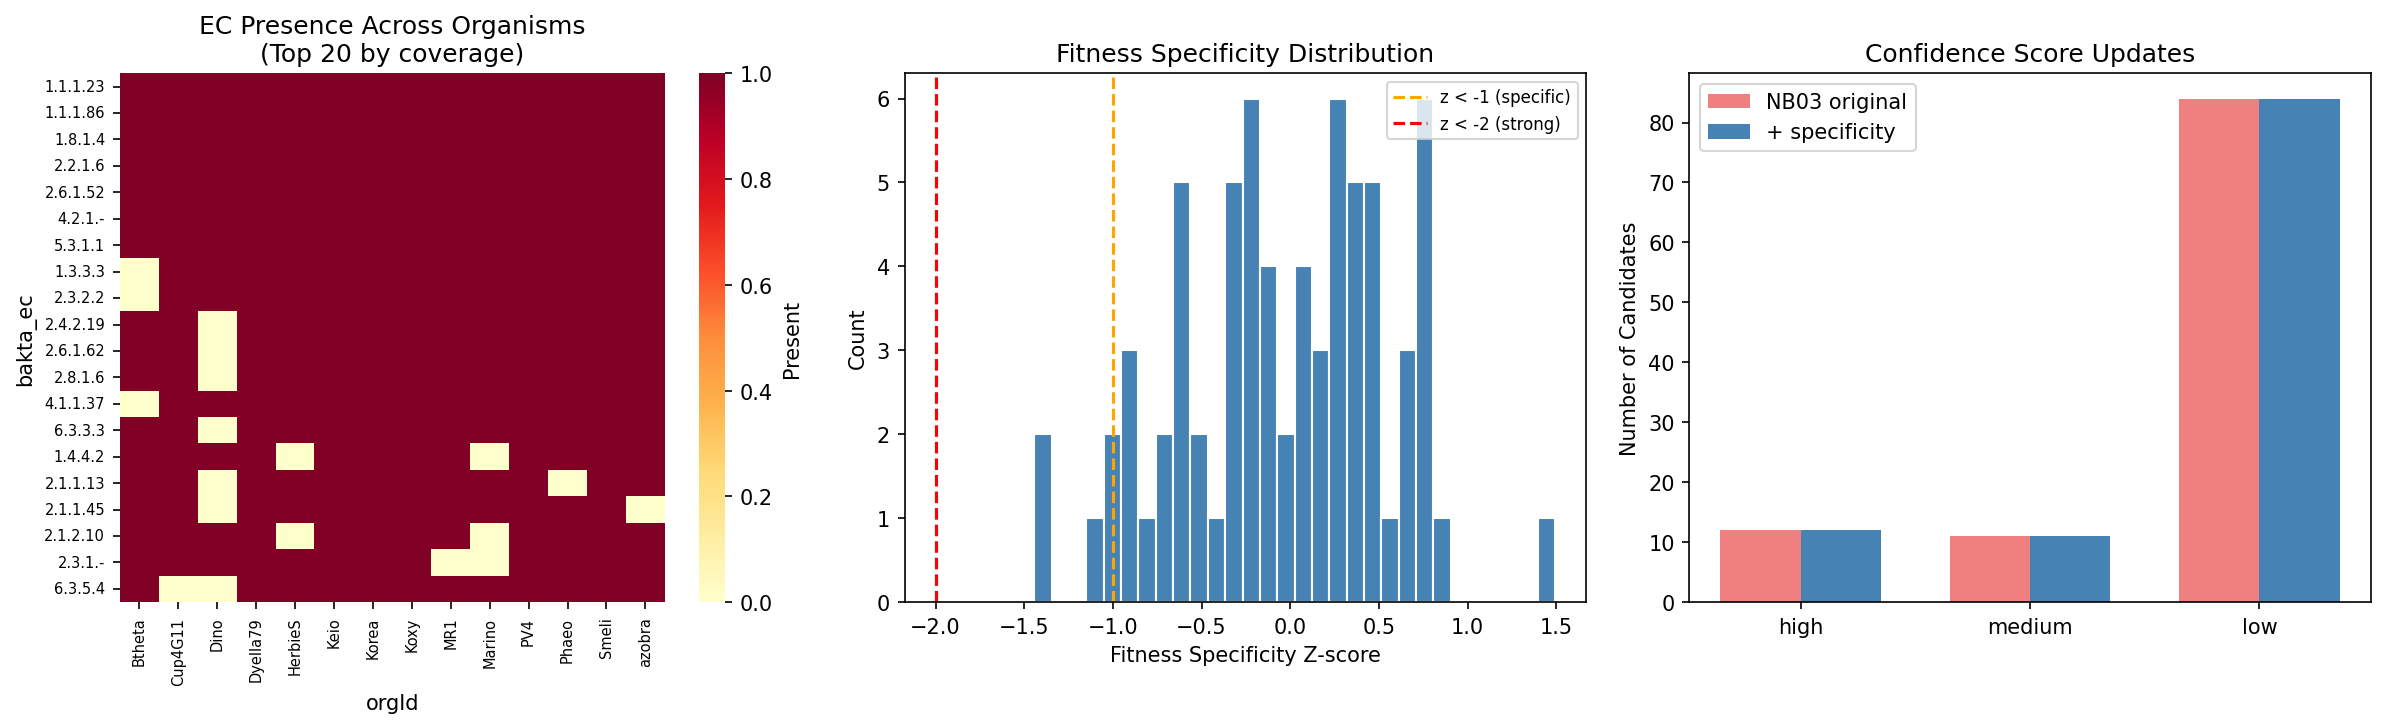 EC Presence Across Organisms
(Top 20 by coverage)
bakta_ec
1.1.1.23
1.1.1.86
1.8.1.4
2.2.1.6
2.6.1.52
4.2.1.-
5.3.1.1
1.3.3.3
2.3.2.2
2.4.2.19
2.6.1.62
2.8.1.6
4.1.1.37
6.3.3.3
1.4.4.2
2.1.1.13
2.1.1.45
2.1.2.10
2.3.1.-
6.3.5.4
Btheta
Cup4G11
Dino
Dyella79
HerbieS
Keio
Korea
Koxy
MR1
Marino
PV4
Phaeo
Smeli
azobra
orgId
1.0
0.8
0.6
0.4
0.2
0.0
Present
Fitness Specificity Distribution
z < -1 (specific)
z < -2 (strong)
Count
6
5
4
3
2
1
0
−2.0
−1.5
−1.0
−0.5
0.0
0.5
1.0
1.5
Fitness Specificity Z-score
Confidence Score Updates
NB03 original
+ specificity
Number of Candidates
80
70
60
50
40
30
20
10
0
high
medium
low